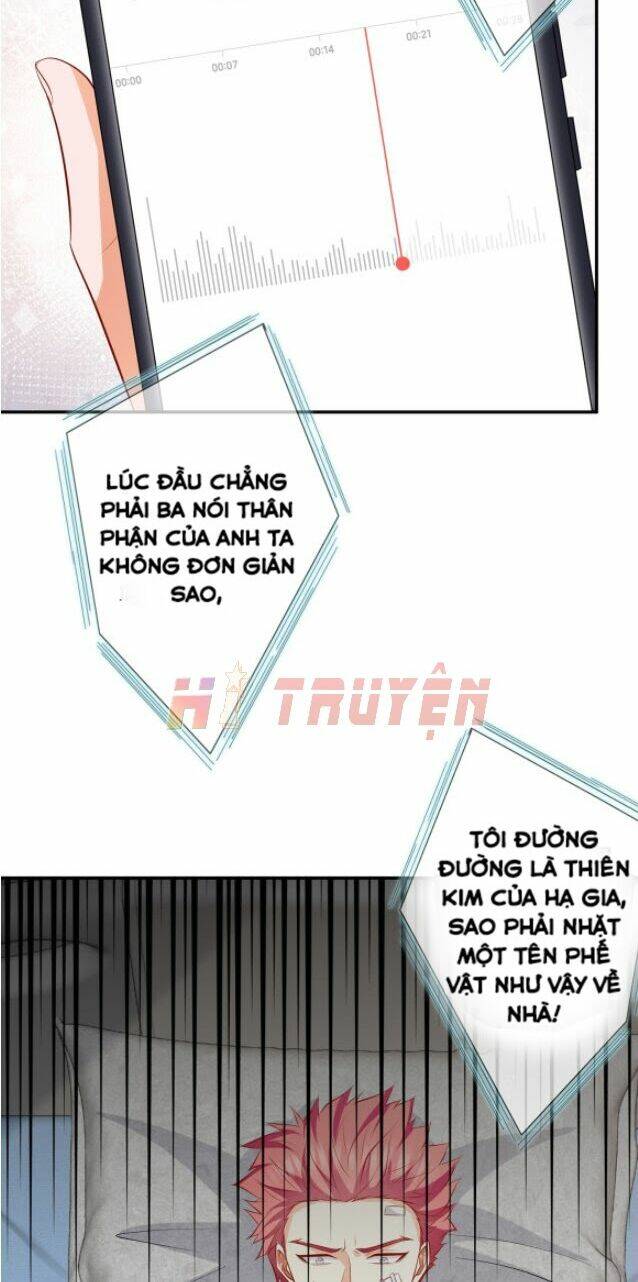 00:00 00:07 00:14 00:21 00:28
LÚC ĐẦU CHẲNG
PHẢI BA NÓI THÂN
PHẬN CỦA ANH TA
KHÔNG ĐƠN GIẢN
SAO,
HI TRUYỆN
TÔI ĐƯỜNG
ĐƯỜNG LÀ THIÊN
KIM CỦA HẠ GIA,
SAO PHẢI NHẶT
MỘT TÊN PHẾ
VẬT NHƯ VẬY VỀ
NHÀ!